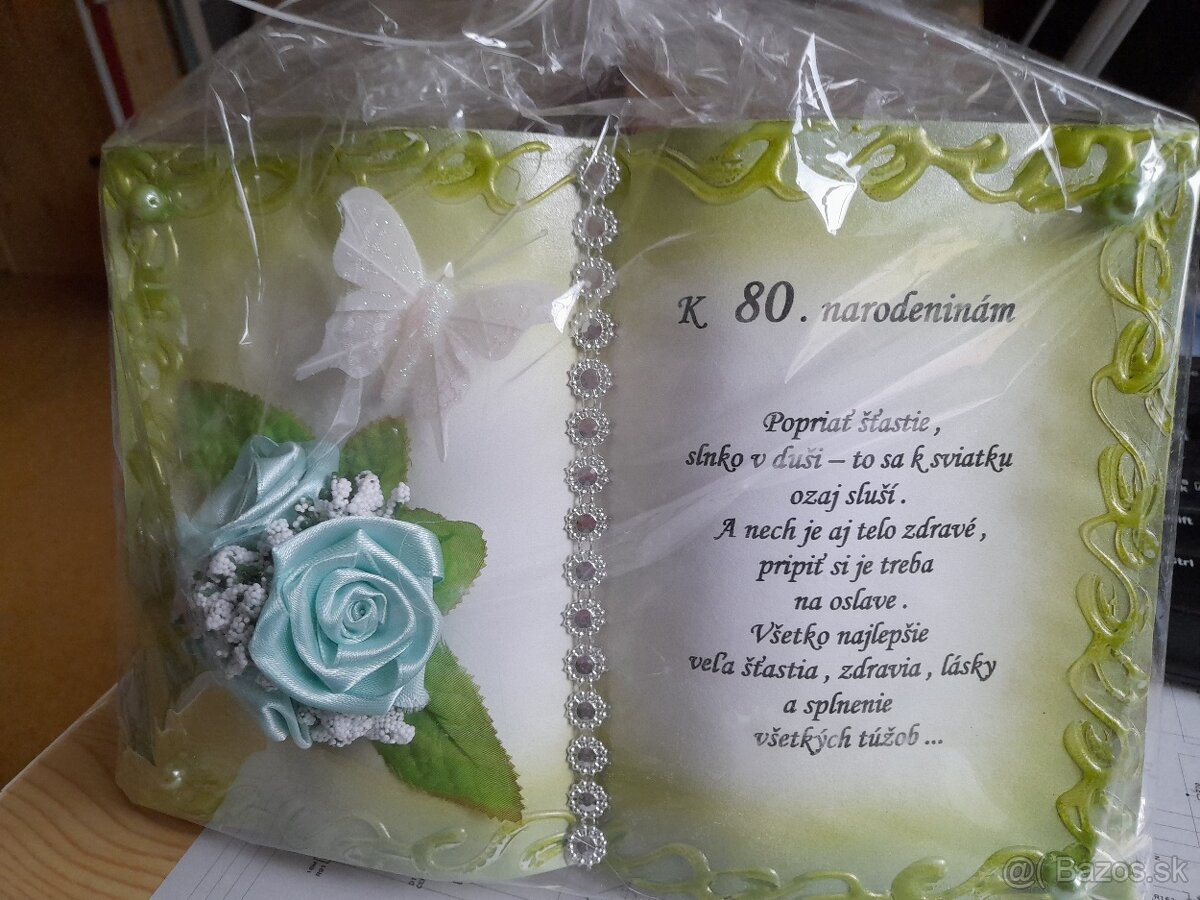 K 80. narodeninám
Popriať šťastie ,
slnko v duši – to sa k sviatku
ozaj sluší .
A nech je aj telo zdravé ,
pripiť si je treba
na oslave .
Všetko najlepšie
veľa šťastia , zdravia , lásky
a splnenie
všetkých túžob ...
@( Bazos.sk